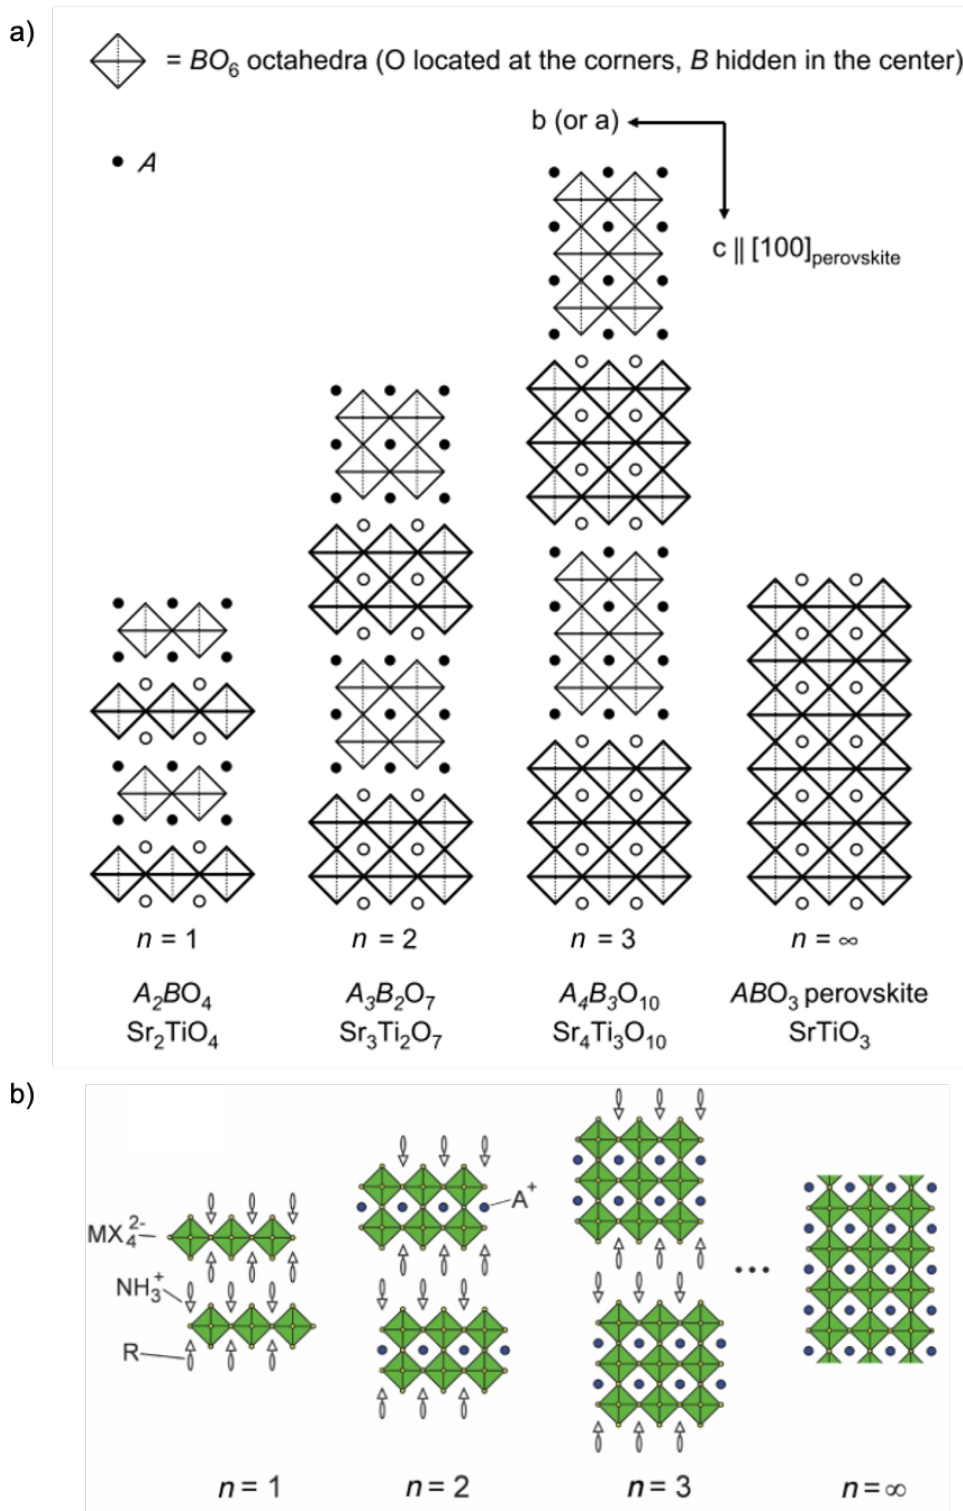 a)
= BO₆ octahedra (O located at the corners, B hidden in the center)
b (or a)
A
c || [100]perovskite
n = 1
n = 2
n = 3
n = ∞
A₂BO₄
A₃B₂O₇
A₄B₃O₁₀
ABO₃ perovskite
Sr₂TiO₄
Sr₃Ti₂O₇
Sr₄Ti₃O₁₀
SrTiO₃
b)
A⁺
MX₄²⁻
NH₃⁺
...
R
n = 1
n = 2
n = 3
n = ∞